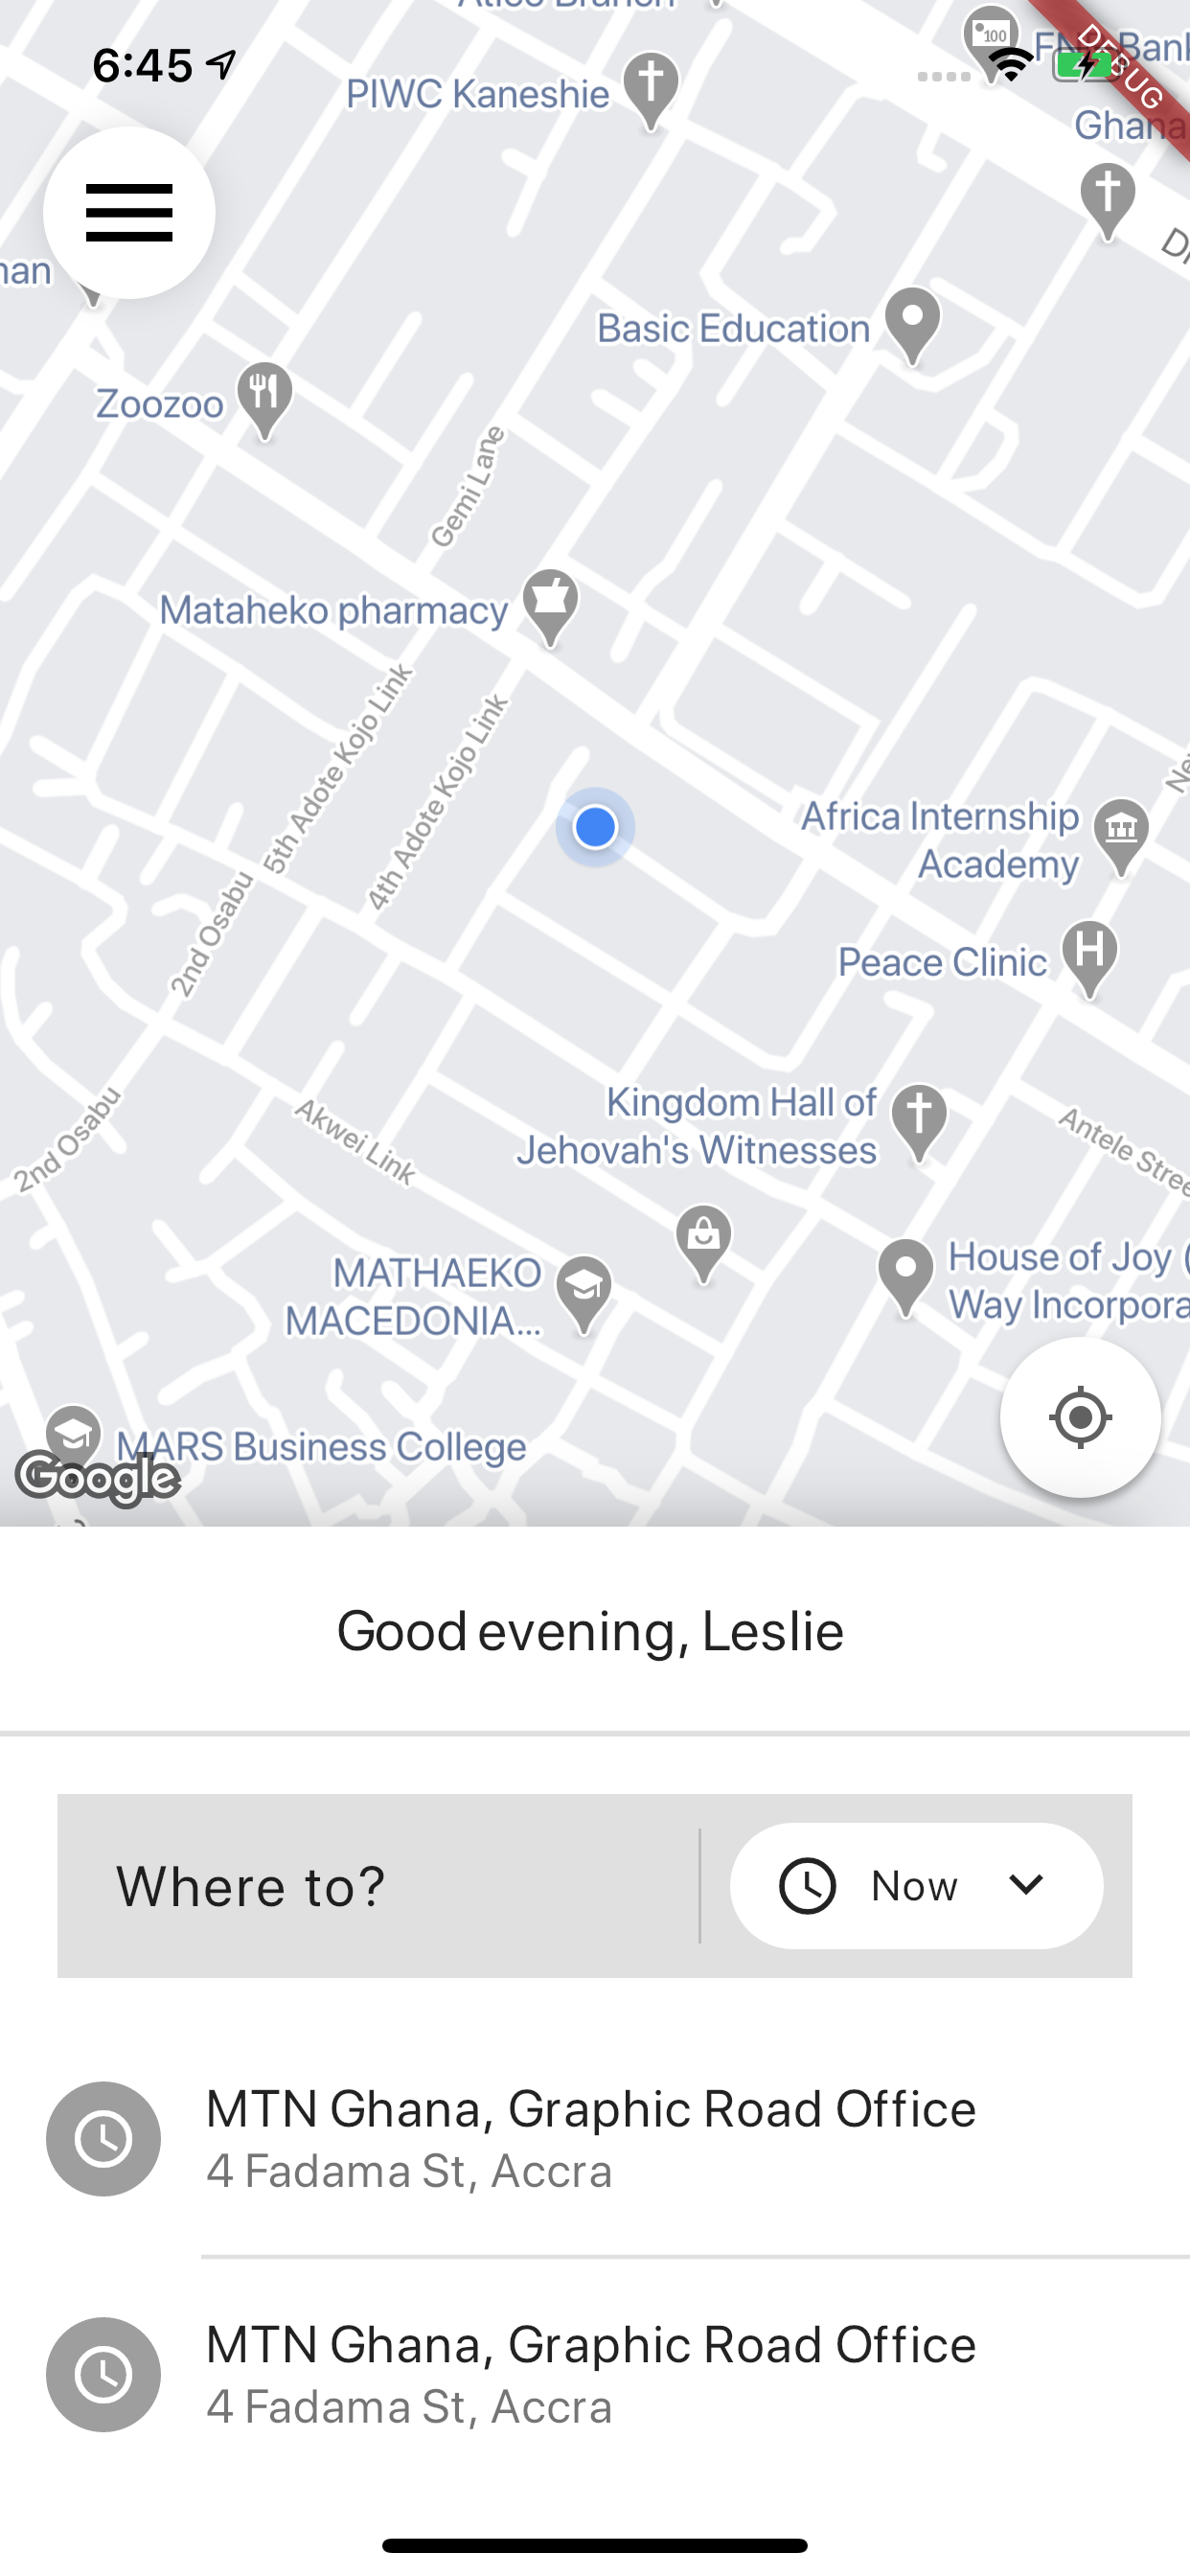 6:45
PIWC Kaneshie
100
DEBUG
Ghana
Basic Education
Zoozoo
Gemi Lane
Mataheko pharmacy
5th Adote Kojo Link
4th Adote Kojo Link
2nd Osabu
Africa Internship
Academy
Peace Clinic
H
2nd Osabu
Akwei Link
Kingdom Hall of
Jehovah's Witnesses
Antele Stree
MATHAEKO
MACEDONIA...
House of Joy (
Way Incorpora
MARS Business College
Google
Good evening, Leslie
Where to?
Now
MTN Ghana, Graphic Road Office
4 Fadama St, Accra
MTN Ghana, Graphic Road Office
4 Fadama St, Accra